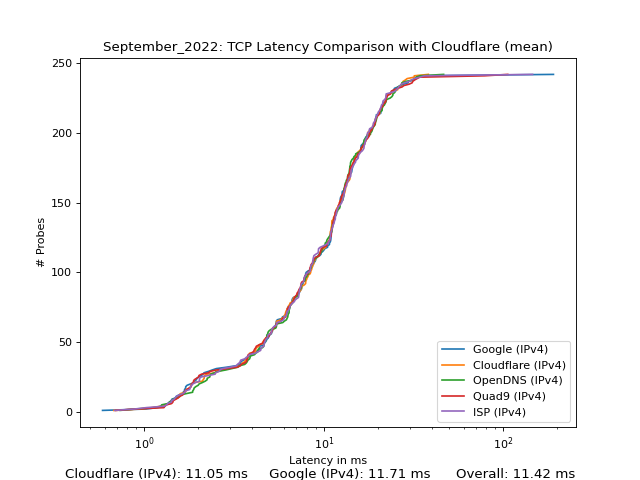 September_2022: TCP Latency Comparison with Cloudflare (mean)
250
200
150
100
50
0
# Probes
Google (IPv4)
Cloudflare (IPv4)
OpenDNS (IPv4)
Quad9 (IPv4)
ISP (IPv4)
10⁰ 10¹ 10²
Latency in ms
Cloudflare (IPv4): 11.05 ms Google (IPv4): 11.71 ms Overall: 11.42 ms